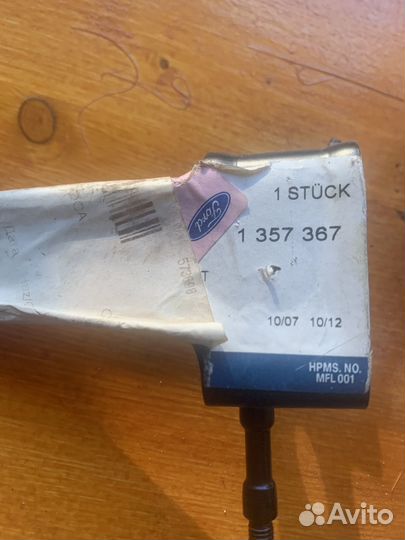 1 STÜCK
Ford
1 357 367
T
10/07 10/12
HPMS. NO.
MFL 001
Avito